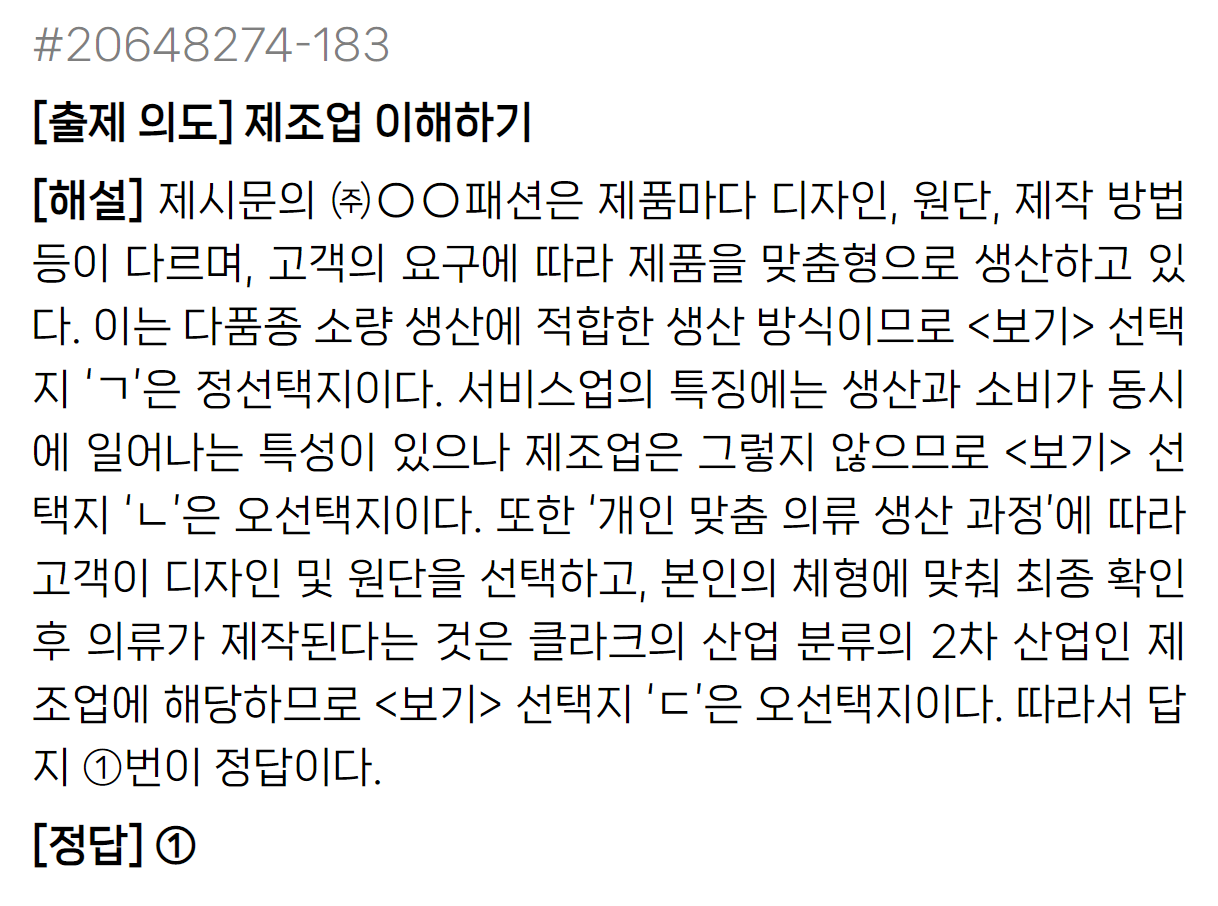 #20648274-183
[출제 의도] 제조업 이해하기
[해설] 제시문의 ㈜○○패션은 제품마다 디자인, 원단, 제작 방법
등이 다르며, 고객의 요구에 따라 제품을 맞춤형으로 생산하고 있
다. 이는 다품종 소량 생산에 적합한 생산 방식이므로 <보기> 선택
지 ‘ㄱ’은 정선택지이다. 서비스업의 특징에는 생산과 소비가 동시
에 일어나는 특성이 있으나 제조업은 그렇지 않으므로 <보기> 선
택지 ‘ㄴ’은 오선택지이다. 또한 ‘개인 맞춤 의류 생산 과정’에 따라
고객이 디자인 및 원단을 선택하고, 본인의 체형에 맞춰 최종 확인
후 의류가 제작된다는 것은 클라크의 산업 분류의 2차 산업인 제
조업에 해당하므로 <보기> 선택지 ‘ㄷ’은 오선택지이다. 따라서 답
지 ①번이 정답이다.
[정답] ①